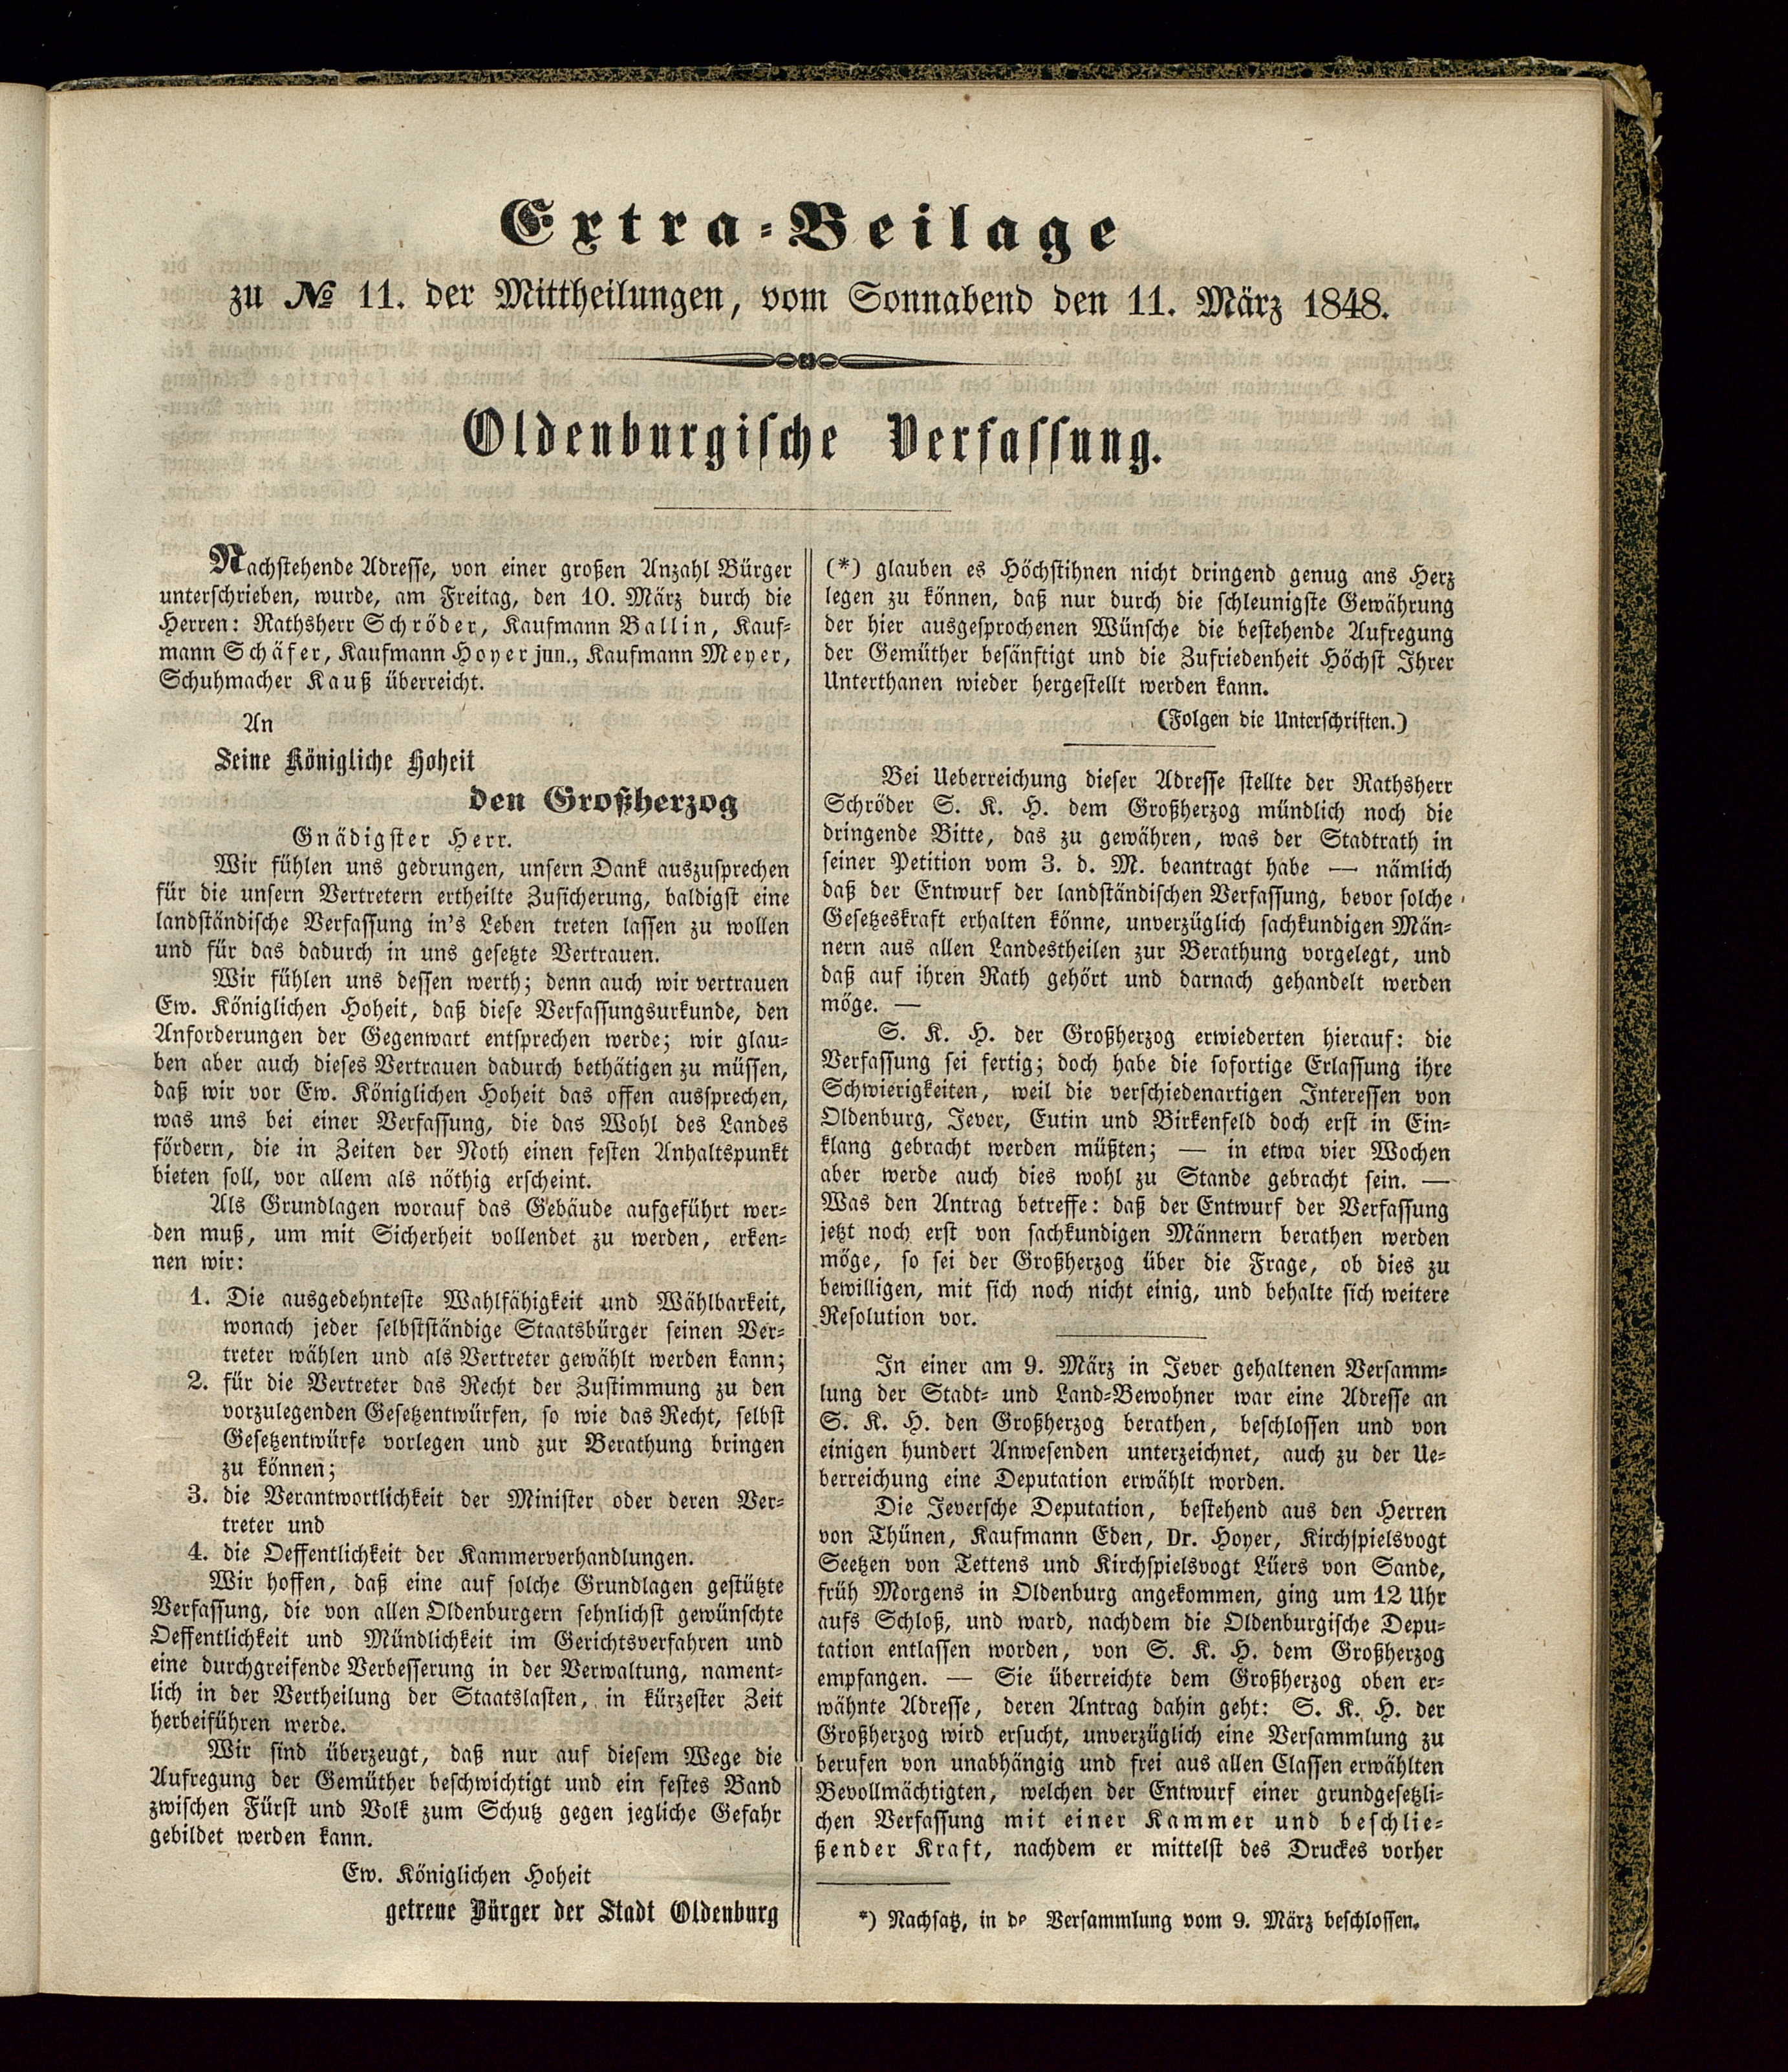 Extra-Beilage
zu № 11. der Mittheilungen, vom Sonnabend den 11. März 1848.
Oldenburgische Verfassung.
Nachstehende Adresse, von einer großen Anzahl Bürger
unterschrieben, wurde, am Freitag, den 10. März durch die
Herren: Rathsherr Schröder, Kaufmann Ballin, Kauf-
mann Schäfer, Kaufmann Hoyer jun., Kaufmann Meyer,
Schuhmacher Kauß überreicht.
An
Seine Königliche Hoheit
den Großherzog
Gnädigster Herr.
Wir fühlen uns gedrungen, unsern Dank auszusprechen
für die unsern Vertretern ertheilte Zusicherung, baldigst eine
landständische Verfassung in's Leben treten lassen zu wollen
und für das dadurch in uns gesetzte Vertrauen.
Wir fühlen uns dessen werth; denn auch wir vertrauen
Ew. Königlichen Hoheit, daß diese Verfassungsurkunde, den
Anforderungen der Gegenwart entsprechen werde; wir glau-
ben aber auch dieses Vertrauen dadurch bethätigen zu müssen,
daß wir vor Ew. Königlichen Hoheit das offen aussprechen,
was uns bei einer Verfassung, die das Wohl des Landes
fördern, die in Zeiten der Noth einen festen Anhaltspunkt
bieten soll, vor allem als nöthig erscheint.
Als Grundlagen worauf das Gebäude aufgeführt wer-
den muß, um mit Sicherheit vollendet zu werden, erken-
nen wir:
1. Die ausgedehnteste Wahlfähigkeit und Wählbarkeit,
wonach jeder selbstständige Staatsbürger seinen Ver-
treter wählen und als Vertreter gewählt werden kann;
2. für die Vertreter das Recht der Zustimmung zu den
vorzulegenden Gesetzentwürfen, so wie das Recht, selbst
Gesetzentwürfe vorlegen und zur Berathung bringen
zu können;
3. die Verantwortlichkeit der Minister oder deren Ver-
treter und
4. die Oeffentlichkeit der Kammerverhandlungen.
Wir hoffen, daß eine auf solche Grundlagen gestützte
Verfassung, die von allen Oldenburgern sehnlichst gewünschte
Oeffentlichkeit und Mündlichkeit im Gerichtsverfahren und
eine durchgreifende Verbesserung in der Verwaltung, nament-
lich in der Vertheilung der Staatslasten, in kürzester Zeit
herbeiführen werde.
Wir sind überzeugt, daß nur auf diesem Wege die
Aufregung der Gemüther beschwichtigt und ein festes Band
zwischen Fürst und Volk zum Schutz gegen jegliche Gefahr
gebildet werden kann.
Ew. Königlichen Hoheit
getreue Bürger der Stadt Oldenburg
(*) glauben es Höchstihnen nicht dringend genug ans Herz
legen zu können, daß nur durch die schleunigste Gewährung
der hier ausgesprochenen Wünsche die bestehende Aufregung
der Gemüther besänftigt und die Zufriedenheit Höchst Ihrer
Unterthanen wieder hergestellt werden kann.
(Folgen die Unterschriften.)
Bei Ueberreichung dieser Adresse stellte der Rathsherr
Schröder S. K. H. dem Großherzog mündlich noch die
dringende Bitte, das zu gewähren, was der Stadtrath in
seiner Petition vom 3. d. M. beantragt habe — nämlich
daß der Entwurf der landständischen Verfassung, bevor solche
Gesetzeskraft erhalten könne, unverzüglich sachkundigen Män-
nern aus allen Landestheilen zur Berathung vorgelegt, und
daß auf ihren Rath gehört und darnach gehandelt werden
möge. —
S. K. H. der Großherzog erwiederten hierauf: die
Verfassung sei fertig; doch habe die sofortige Erlassung ihre
Schwierigkeiten, weil die verschiedenartigen Interessen von
Oldenburg, Jever, Eutin und Birkenfeld doch erst in Ein-
klang gebracht werden müßten; — in etwa vier Wochen
aber werde auch dies wohl zu Stande gebracht sein. —
Was den Antrag betreffe: daß der Entwurf der Verfassung
jetzt noch erst von sachkundigen Männern berathen werden
möge, so sei der Großherzog über die Frage, ob dies zu
bewilligen, mit sich noch nicht einig, und behalte sich weitere
Resolution vor.
In einer am 9. März in Jever gehaltenen Versamm-
lung der Stadt- und Land-Bewohner war eine Adresse an
S. K. H. den Großherzog berathen, beschlossen und von
einigen hundert Anwesenden unterzeichnet, auch zu der Ue-
berreichung eine Deputation erwählt worden.
Die Jeversche Deputation, bestehend aus den Herren
von Thünen, Kaufmann Eden, Dr. Hoyer, Kirchspielsvogt
Seetzen von Tettens und Kirchspielsvogt Lüers von Sande,
früh Morgens in Oldenburg angekommen, ging um 12 Uhr
aufs Schloß, und ward, nachdem die Oldenburgische Depu-
tation entlassen worden, von S. K. H. dem Großherzog
empfangen. — Sie überreichte dem Großherzog oben er-
wähnte Adresse, deren Antrag dahin geht: S. K. H. der
Großherzog wird ersucht, unverzüglich eine Versammlung zu
berufen von unabhängig und frei aus allen Classen erwählten
Bevollmächtigten, welchen der Entwurf einer grundgesetzli-
chen Verfassung mit einer Kammer und beschlie-
ßender Kraft, nachdem er mittelst des Druckes vorher
*) Nachsatz, in de Versammlung vom 9. März beschlossen.